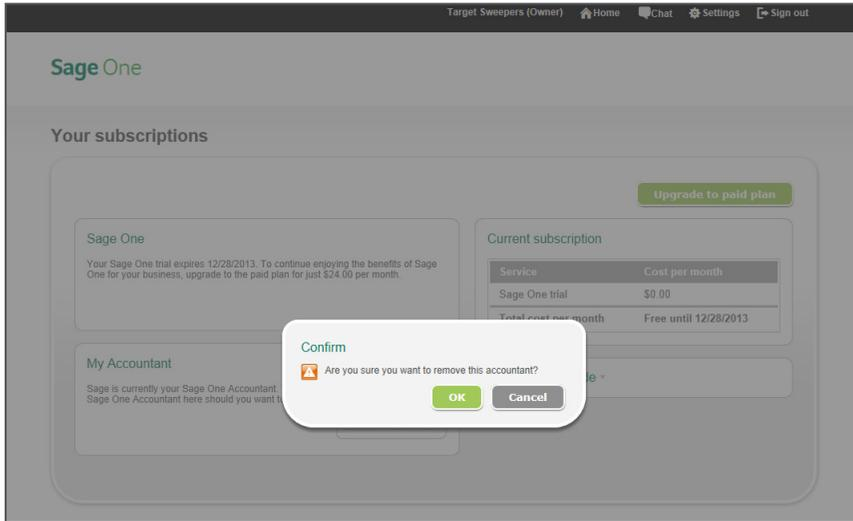 Target Sweepers (Owner) Home Chat Settings Sign out
Sage One
Your subscriptions
Upgrade to paid plan
Sage One
Your Sage One trial expires 12/28/2013. To continue enjoying the benefits of Sage
One for your business, upgrade to the paid plan for just $24.00 per month.
Current subscription
Service Cost per month
Sage One trial $0.00
Total cost per month Free until 12/28/2013
My Accountant
Sage is currently your Sage One Accountant.
Sage One Accountant here should you want
Confirm
Are you sure you want to remove this accountant?
OK Cancel